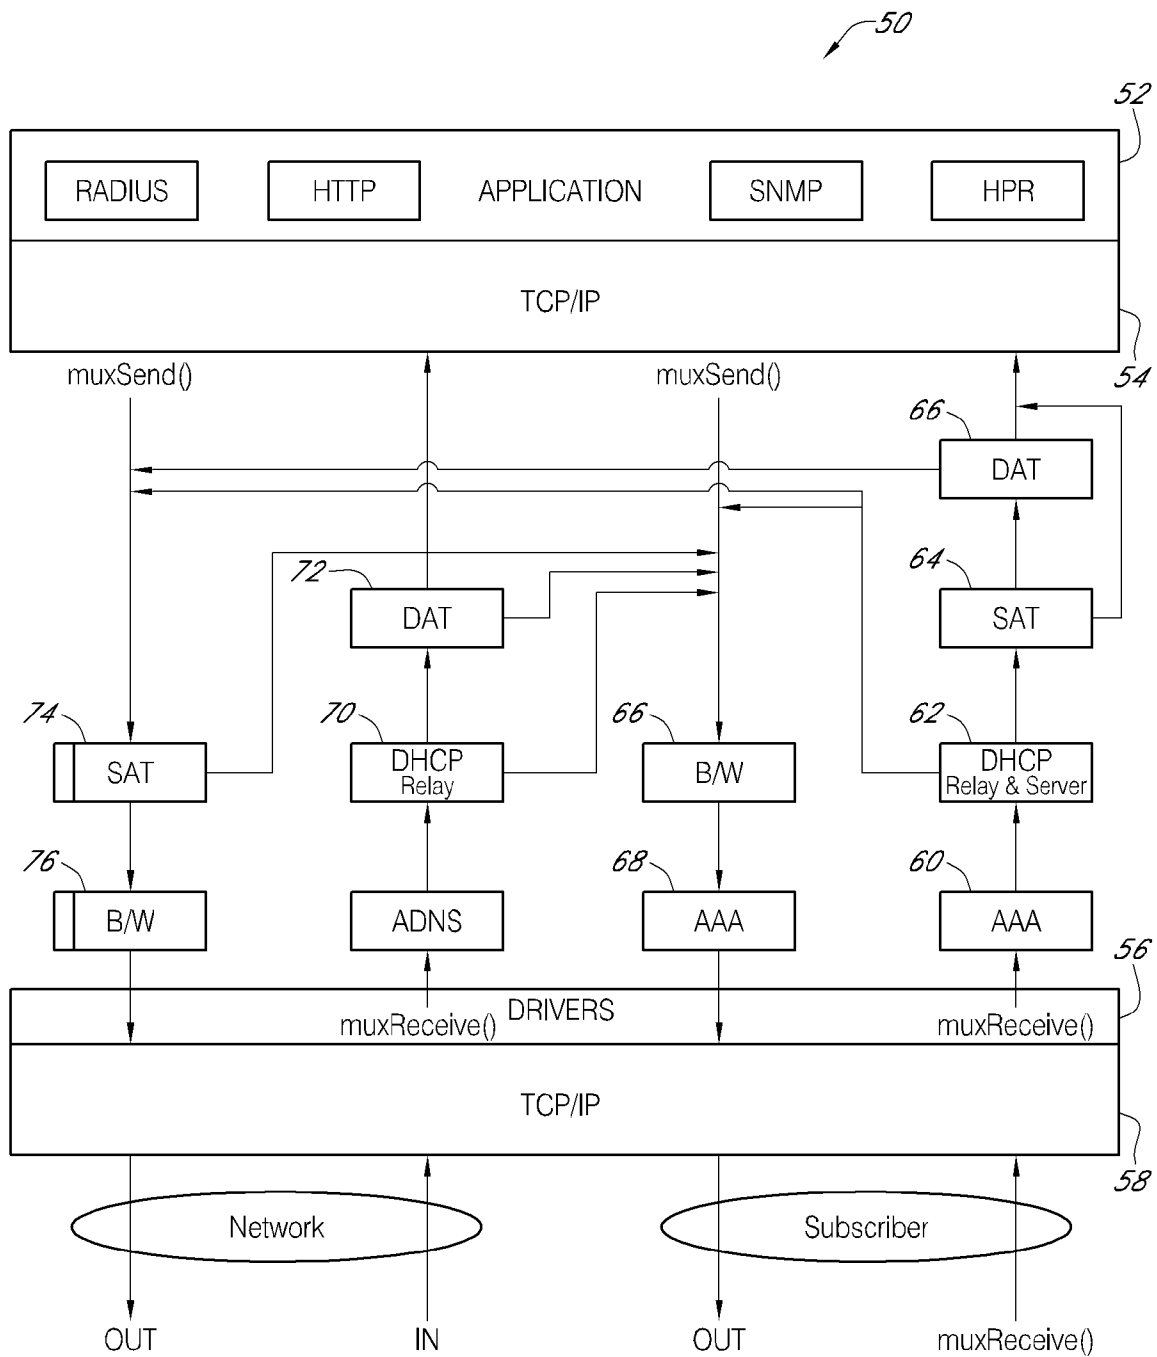 50
52
RADIUS HTTP APPLICATION SNMP HPR
TCP/IP
54
muxSend() muxSend()
66
DAT
72 64
DAT SAT
74 70 66 62
SAT DHCP B/W DHCP
Relay Relay & Server
76 68 60
B/W ADNS AAA AAA
56
DRIVERS
muxReceive() muxReceive()
TCP/IP
58
Network Subscriber
OUT IN OUT muxReceive()